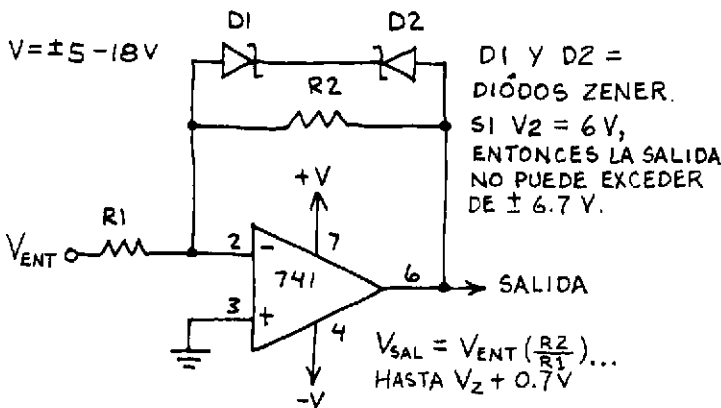 V=±5-18V
D1
D2
R2
D1 Y D2 =
DIÓDOS ZENER.
SI V2 = 6V,
ENTONCES LA SALIDA
NO PUEDE EXCEDER
DE ± 6.7 V.
+V
R1
VENT
2
-
7
741
6
SALIDA
3
+
4
-V
VSAL = VENT (R2/R1)...
HASTA VZ + 0.7V